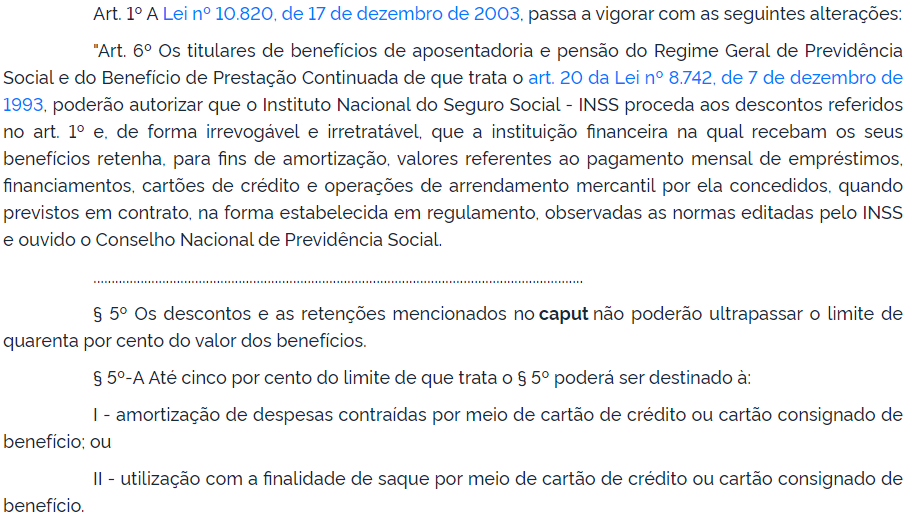 Art. 1º A Lei nº 10.820, de 17 de dezembro de 2003, passa a vigorar com as seguintes alterações:
"Art. 6º Os titulares de benefícios de aposentadoria e pensão do Regime Geral de Previdência
Social e do Benefício de Prestação Continuada de que trata o art. 20 da Lei nº 8.742, de 7 de dezembro de
1993, poderão autorizar que o Instituto Nacional do Seguro Social - INSS proceda aos descontos referidos
no art. 1º e, de forma irrevogável e irretratável, que a instituição financeira na qual recebam os seus
benefícios retenha, para fins de amortização, valores referentes ao pagamento mensal de empréstimos,
financiamentos, cartões de crédito e operações de arrendamento mercantil por ela concedidos, quando
previstos em contrato, na forma estabelecida em regulamento, observadas as normas editadas pelo INSS
e ouvido o Conselho Nacional de Previdência Social.
....................................................................................................................................
§ 5º Os descontos e as retenções mencionados no caput não poderão ultrapassar o limite de
quarenta por cento do valor dos benefícios.
§ 5º-A Até cinco por cento do limite de que trata o § 5º poderá ser destinado à:
I - amortização de despesas contraídas por meio de cartão de crédito ou cartão consignado de
benefício; ou
II - utilização com a finalidade de saque por meio de cartão de crédito ou cartão consignado de
benefício.